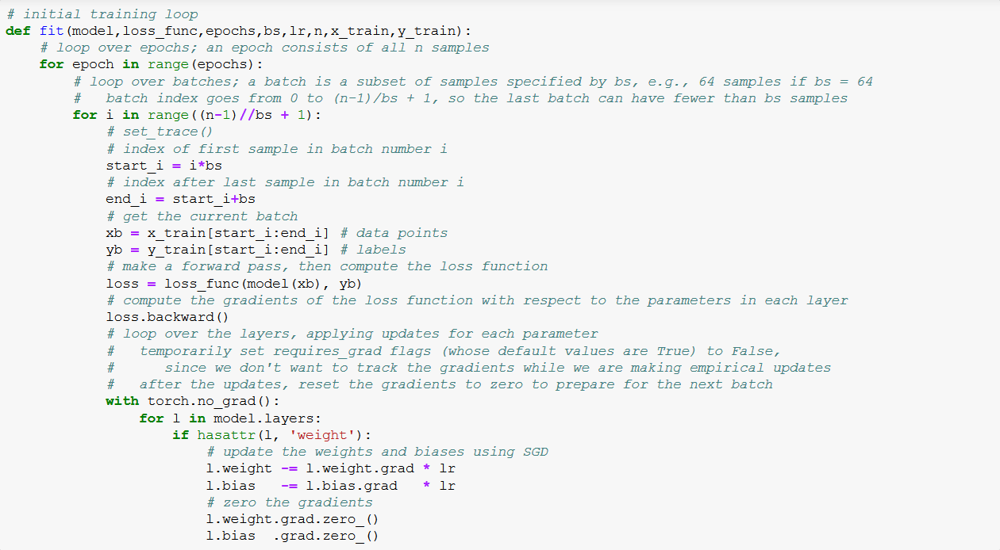 # initial training loop
def fit(model,loss_func,epochs,bs,lr,n,x_train,y_train):
    # loop over epochs; an epoch consists of all n samples
    for epoch in range(epochs):
        # loop over batches; a batch is a subset of samples specified by bs, e.g., 64 samples if bs = 64
        #   batch index goes from 0 to (n-1)/bs + 1, so the last batch can have fewer than bs samples
        for i in range((n-1)//bs + 1):
            # set_trace()
            # index of first sample in batch number i
            start_i = i*bs
            # index after last sample in batch number i
            end_i = start_i+bs
            # get the current batch
            xb = x_train[start_i:end_i] # data points
            yb = y_train[start_i:end_i] # labels
            # make a forward pass, then compute the loss function
            loss = loss_func(model(xb), yb)
            # compute the gradients of the loss function with respect to the parameters in each layer
            loss.backward()
            # loop over the layers, applying updates for each parameter
            #   temporarily set requires_grad flags (whose default values are True) to False,
            #      since we don't want to track the gradients while we are making empirical updates
            #   after the updates, reset the gradients to zero to prepare for the next batch
            with torch.no_grad():
                for l in model.layers:
                    if hasattr(l, 'weight'):
                        # update the weights and biases using SGD
                        l.weight -= l.weight.grad * lr
                        l.bias   -= l.bias.grad   * lr
                        # zero the gradients
                        l.weight.grad.zero_()
                        l.bias  .grad.zero_()